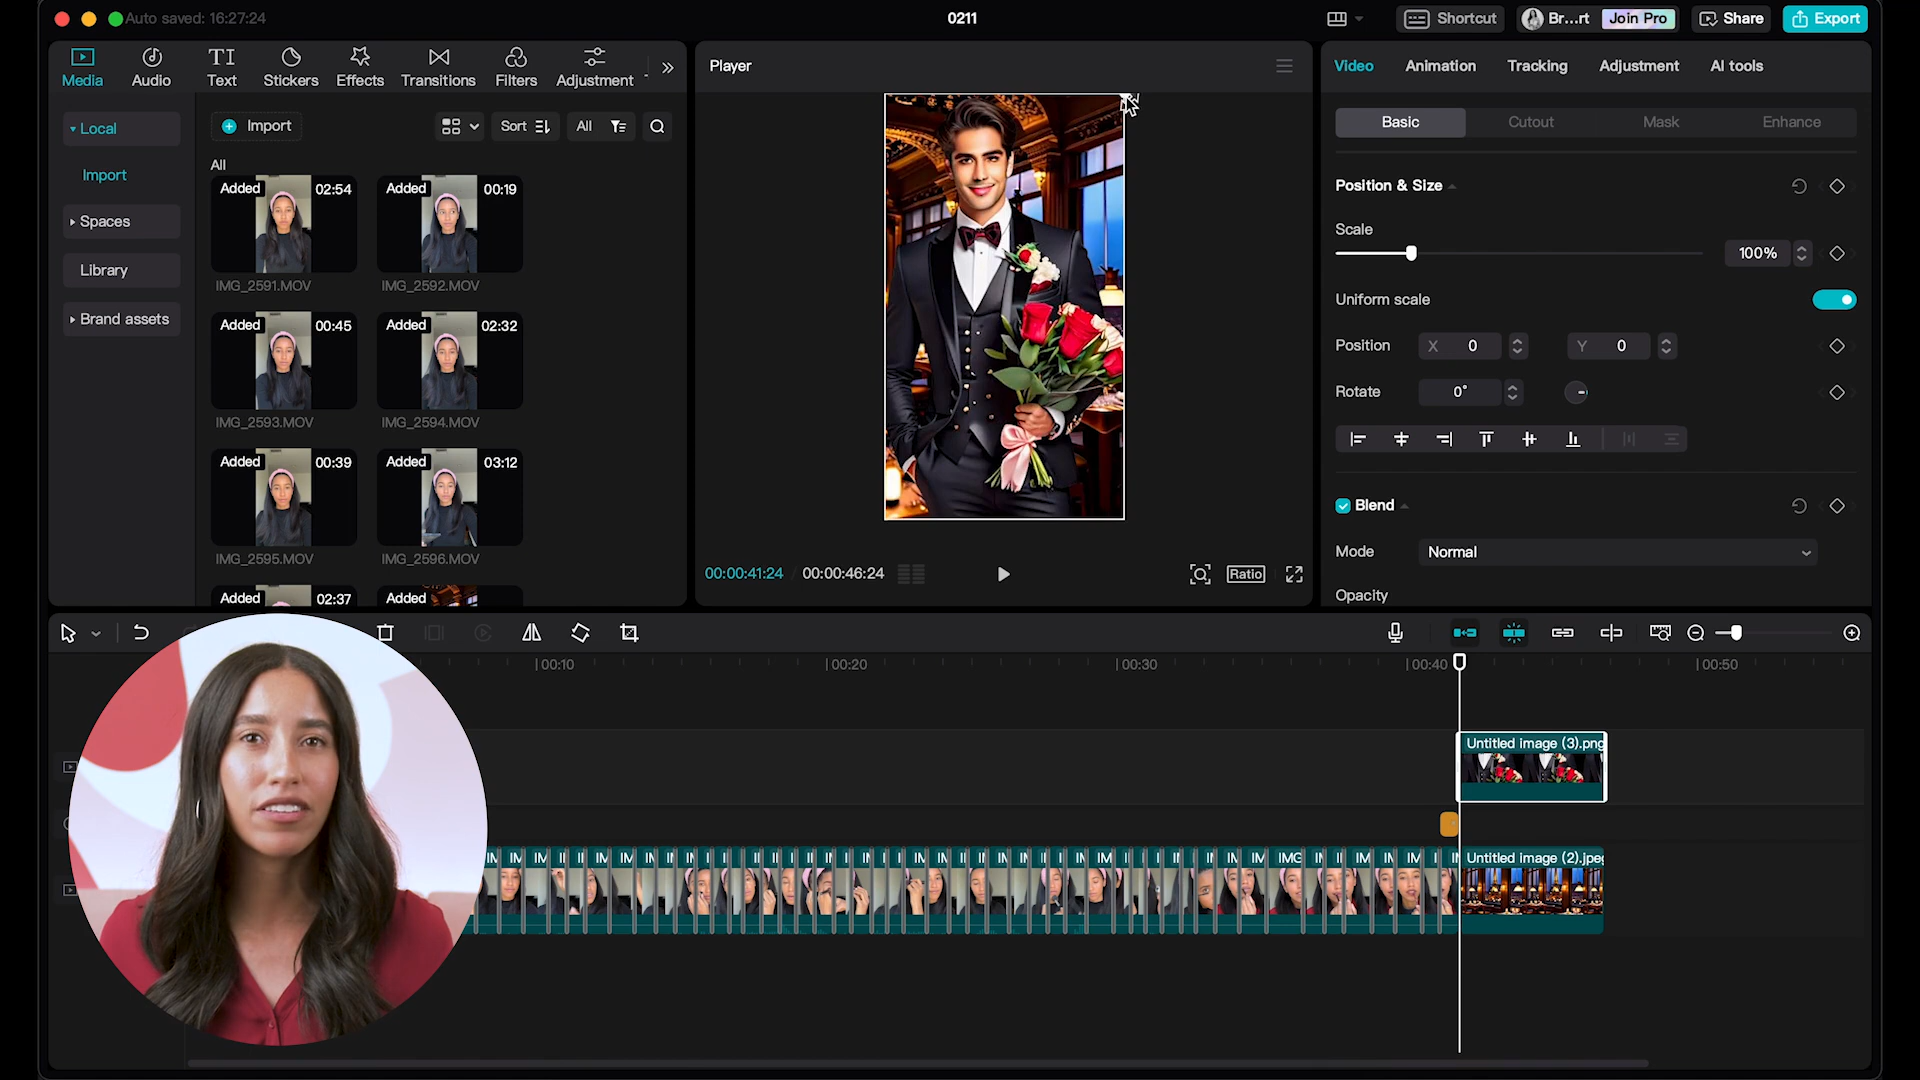 Auto saved: 16:27:24
0211
Shortcut
Br...rt
Join Pro
Share
Export
Media
Audio
TI
Text
Stickers
Effects
Transitions
Filters
Adjustment
Player
Video
Animation
Tracking
Adjustment
AI tools
Local
Import
Spaces
Library
Brand assets
Import
Sort
All
All
Added 02:54
IMG_2591.MOV
Added 00:19
IMG_2592.MOV
Added 00:45
IMG_2593.MOV
Added 02:32
IMG_2594.MOV
Added 00:39
IMG_2595.MOV
Added 03:12
IMG_2596.MOV
Added 02:37
Added
00:00:41:24
00:00:46:24
Ratio
Basic
Cutout
Mask
Enhance
Position & Size
Scale
100%
Uniform scale
Position
X 0
Y 0
Rotate
0°
Blend
Mode
Normal
Opacity
00:10
00:20
00:30
00:40
00:50
Untitled image (3).png
Untitled image (2).jpe
IMG